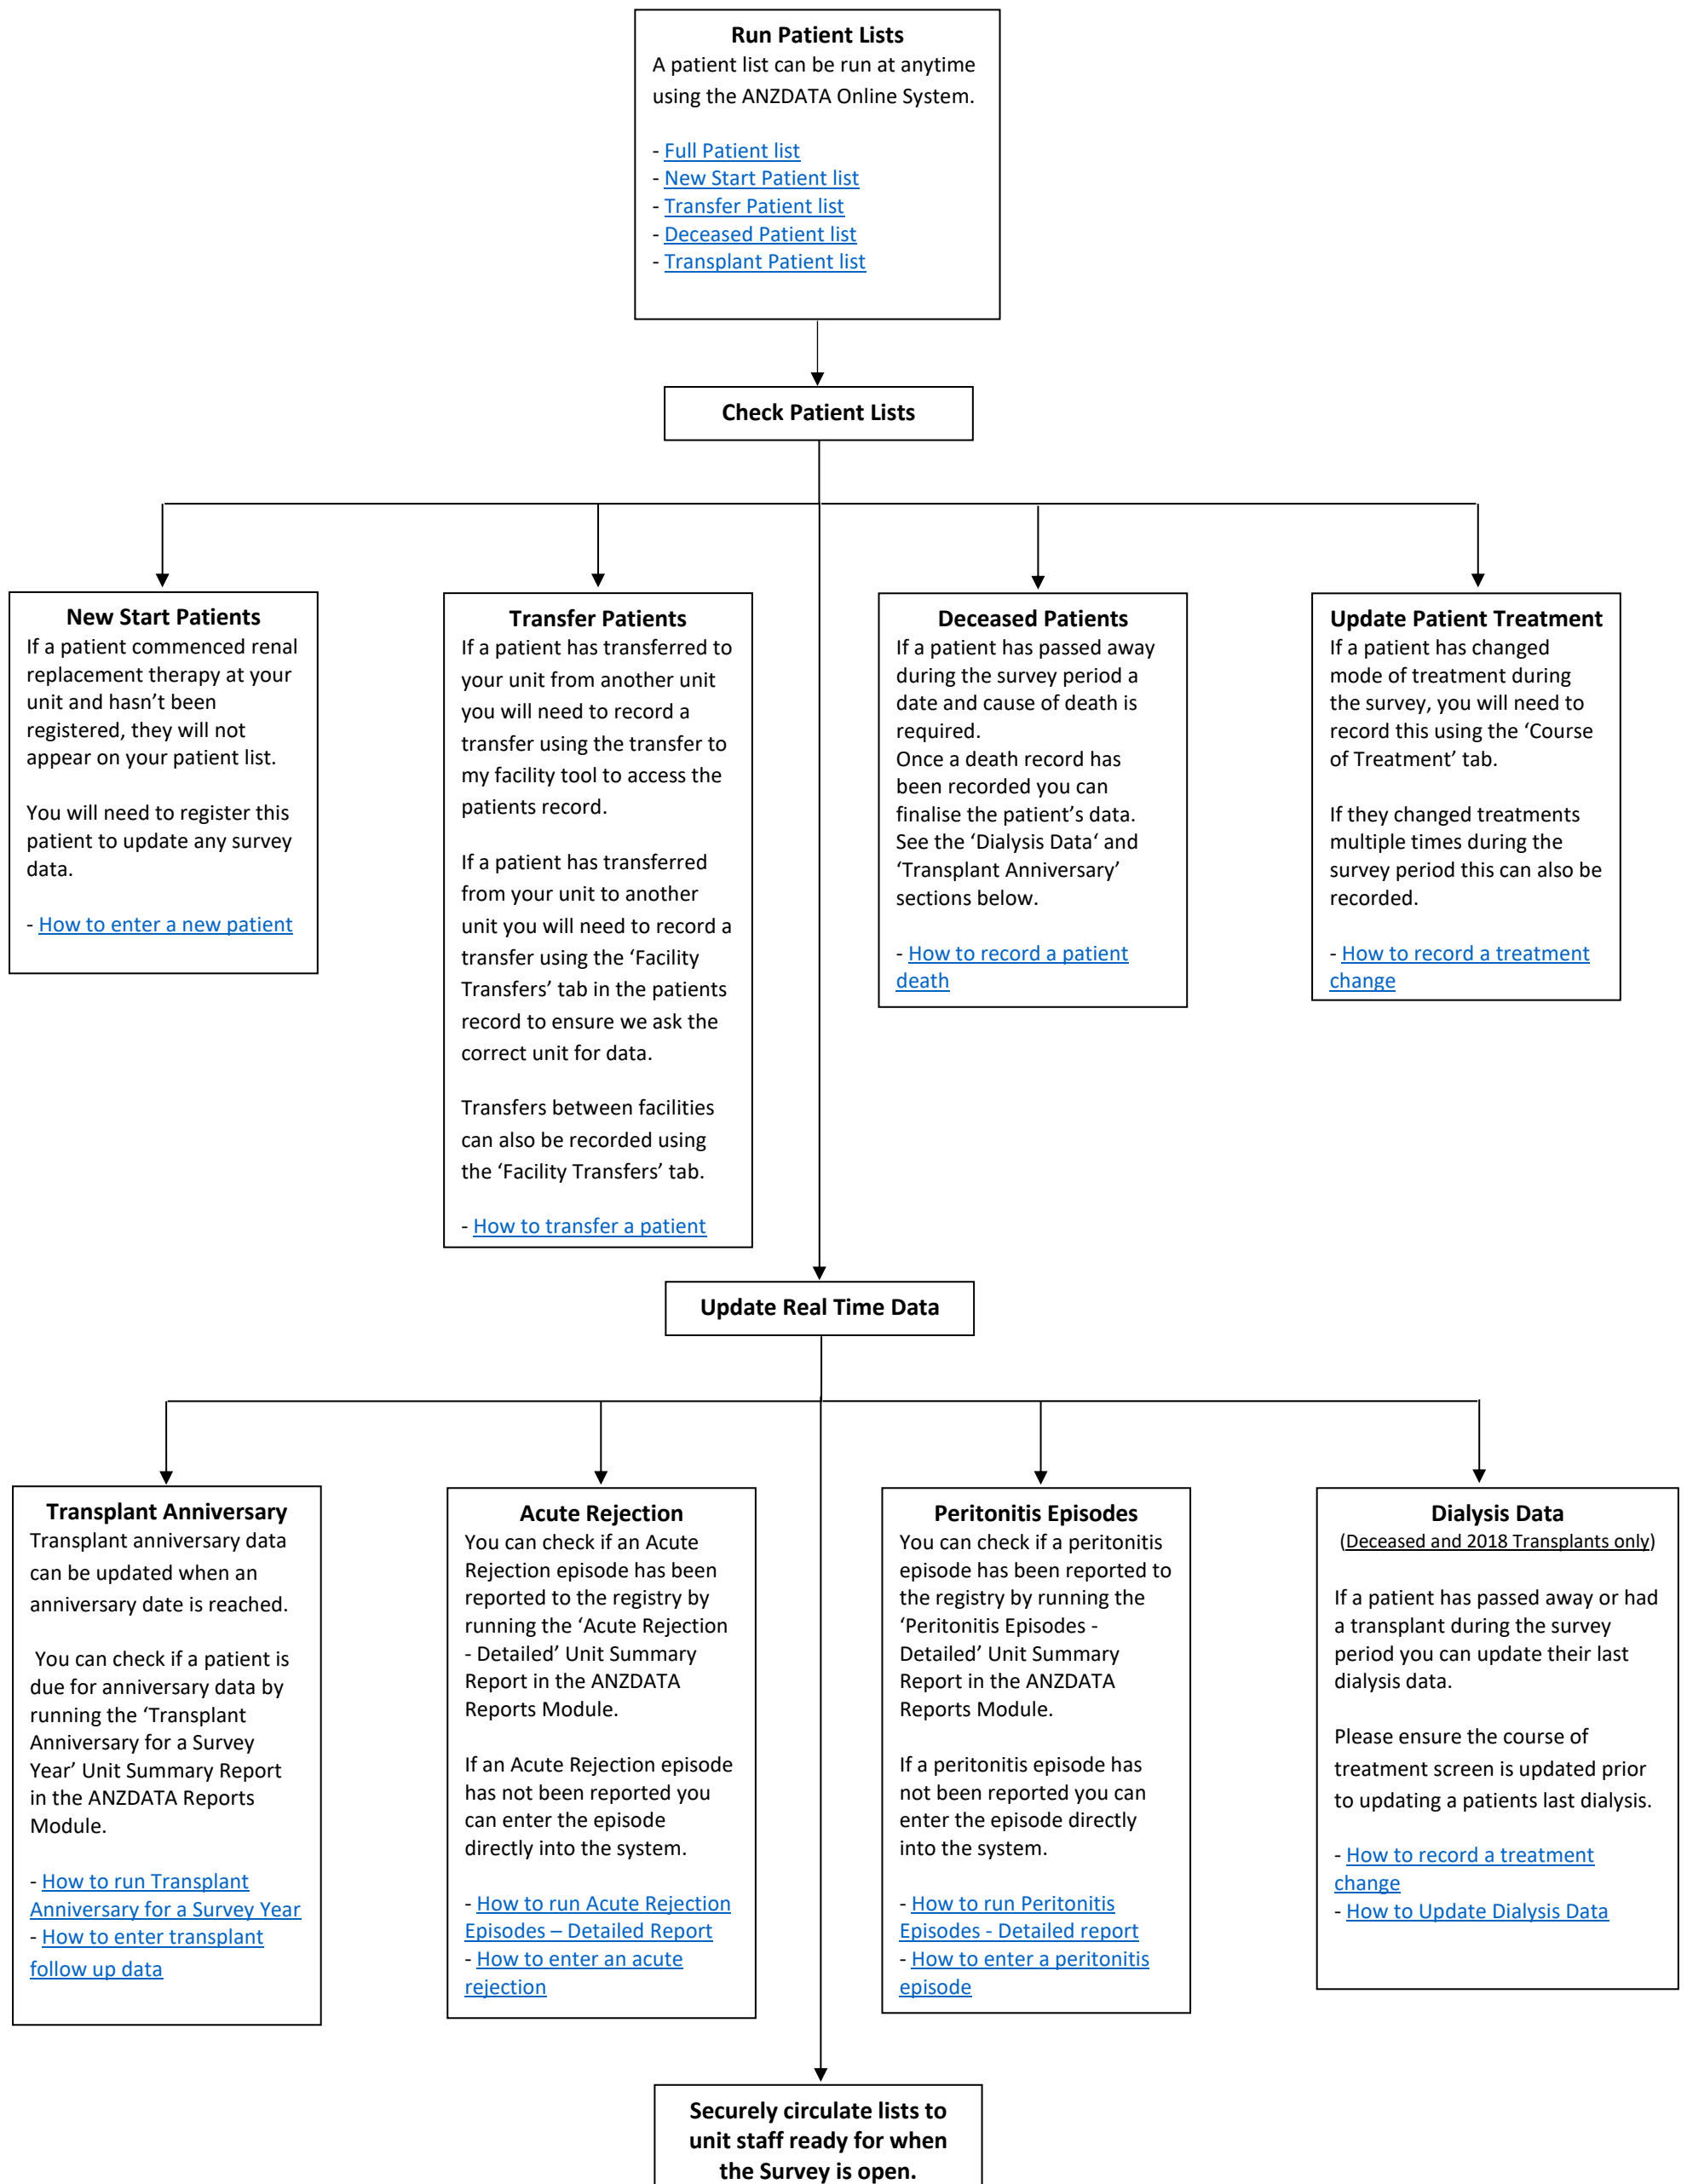 Run Patient Lists
A patient list can be run at anytime
using the ANZDATA Online System.
- Full Patient list
- New Start Patient list
- Transfer Patient list
- Deceased Patient list
- Transplant Patient list
Check Patient Lists
New Start Patients
If a patient commenced renal
replacement therapy at your
unit and hasn’t been
registered, they will not
appear on your patient list.
You will need to register this
patient to update any survey
data.
- How to enter a new patient
Transfer Patients
If a patient has transferred to
your unit from another unit
you will need to record a
transfer using the transfer to
my facility tool to access the
patients record.
If a patient has transferred
from your unit to another
unit you will need to record a
transfer using the ‘Facility
Transfers’ tab in the patients
record to ensure we ask the
correct unit for data.
Transfers between facilities
can also be recorded using
the ‘Facility Transfers’ tab.
- How to transfer a patient
Deceased Patients
If a patient has passed away
during the survey period a
date and cause of death is
required.
Once a death record has
been recorded you can
finalise the patient’s data.
See the ‘Dialysis Data‘ and
‘Transplant Anniversary’
sections below.
- How to record a patient
death
Update Patient Treatment
If a patient has changed
mode of treatment during
the survey, you will need to
record this using the ‘Course
of Treatment’ tab.
If they changed treatments
multiple times during the
survey period this can also be
recorded.
- How to record a treatment
change
Update Real Time Data
Transplant Anniversary
Transplant anniversary data
can be updated when an
anniversary date is reached.
You can check if a patient is
due for anniversary data by
running the ‘Transplant
Anniversary for a Survey
Year’ Unit Summary Report
in the ANZDATA Reports
Module.
- How to run Transplant
Anniversary for a Survey Year
- How to enter transplant
follow up data
Acute Rejection
You can check if an Acute
Rejection episode has been
reported to the registry by
running the ‘Acute Rejection
- Detailed’ Unit Summary
Report in the ANZDATA
Reports Module.
If an Acute Rejection episode
has not been reported you
can enter the episode
directly into the system.
- How to run Acute Rejection
Episodes – Detailed Report
- How to enter an acute
rejection
Peritonitis Episodes
You can check if a peritonitis
episode has been reported to
the registry by running the
‘Peritonitis Episodes -
Detailed’ Unit Summary
Report in the ANZDATA
Reports Module.
If a peritonitis episode has
not been reported you can
enter the episode directly
into the system.
- How to run Peritonitis
Episodes - Detailed report
- How to enter a peritonitis
episode
Dialysis Data
(Deceased and 2018 Transplants only)
If a patient has passed away or had
a transplant during the survey
period you can update their last
dialysis data.
Please ensure the course of
treatment screen is updated prior
to updating a patients last dialysis.
- How to record a treatment
change
- How to Update Dialysis Data
Securely circulate lists to
unit staff ready for when
the Survey is open.